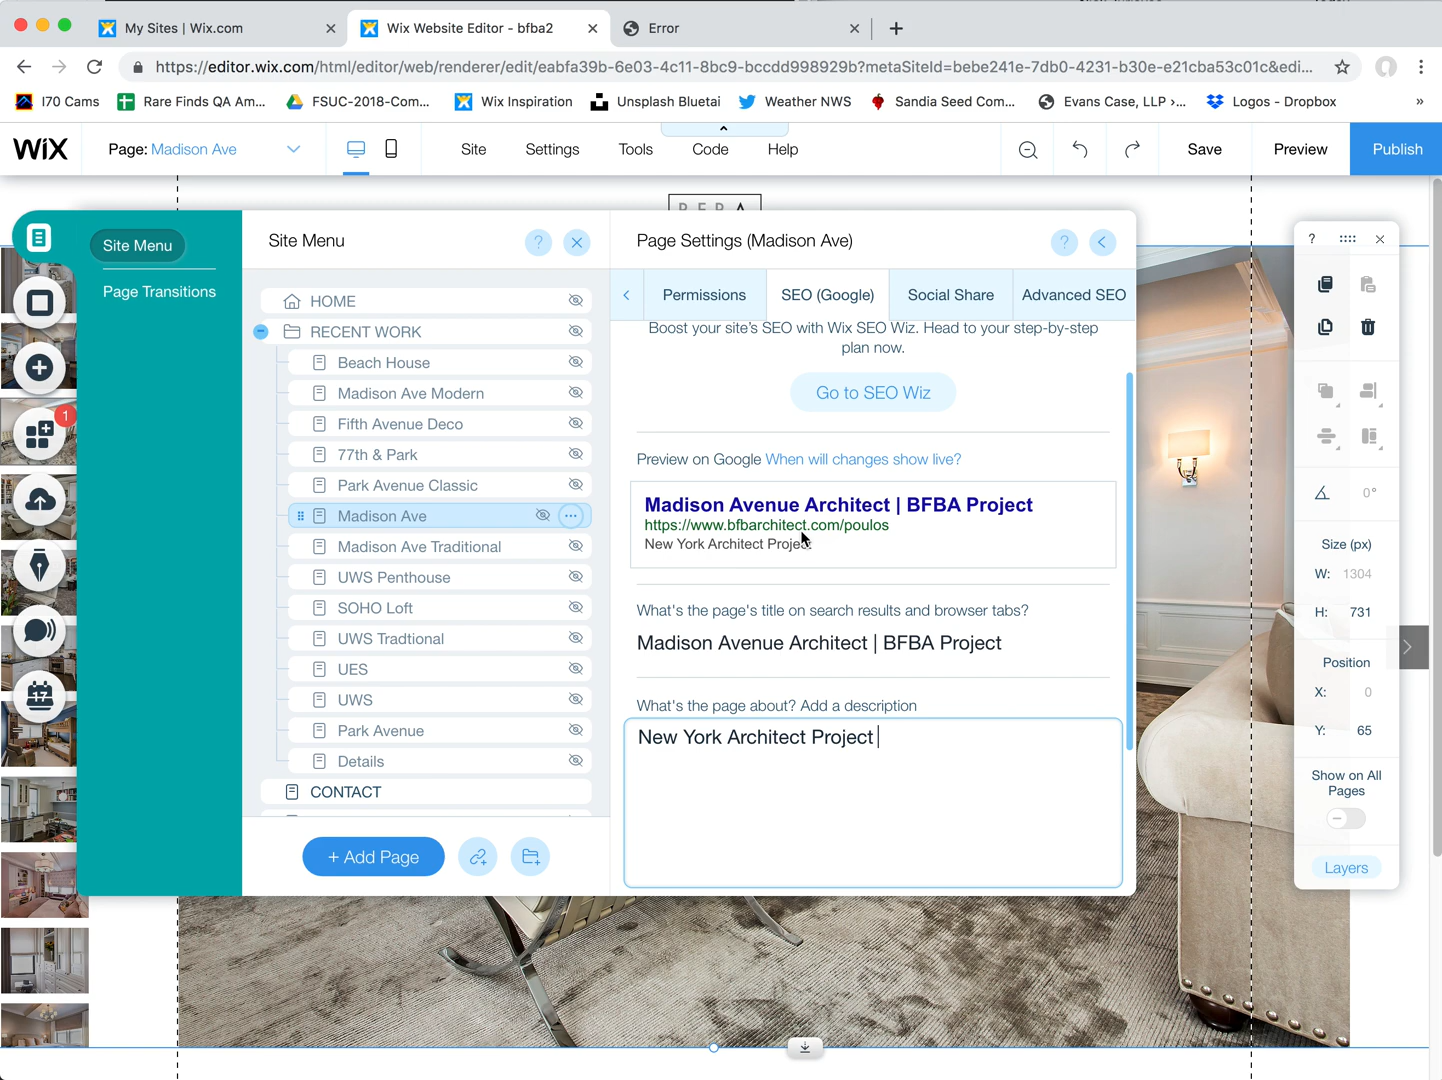 My Sites | Wix.com
Wix Website Editor - bfba2
Error
https://editor.wix.com/html/editor/web/renderer/edit/eabfa39b-6e03-4c11-8bc9-bccdd998929b?metaSiteId=bebe241e-7db0-4231-b30e-e21cba53c01c&edi...
I70 Cams
Rare Finds QA Am...
FSUC-2018-Com...
Wix Inspiration
Unsplash Bluetai
Weather NWS
Sandia Seed Com...
Evans Case, LLP >...
Logos - Dropbox
»
WiX
Page: Madison Ave
Site
Settings
Tools
Code
Help
Save
Preview
Publish
BFBA
Site Menu
Page Transitions
1
17
Site Menu
?
HOME
RECENT WORK
Beach House
Madison Ave Modern
Fifth Avenue Deco
77th & Park
Park Avenue Classic
Madison Ave
Madison Ave Traditional
UWS Penthouse
SOHO Loft
UWS Tradtional
UES
UWS
Park Avenue
Details
CONTACT
+ Add Page
Page Settings (Madison Ave)
?
Permissions
SEO (Google)
Social Share
Advanced SEO
Boost your site's SEO with Wix SEO Wiz. Head to your step-by-step
plan now.
Go to SEO Wiz
Preview on Google When will changes show live?
Madison Avenue Architect | BFBA Project
https://www.bfbarchitect.com/poulos
New York Architect Project
What's the page's title on search results and browser tabs?
Madison Avenue Architect | BFBA Project
What's the page about? Add a description
New York Architect Project
?
0°
Size (px)
W: 1304
H: 731
Position
X: 0
Y: 65
Show on All
Pages
Layers